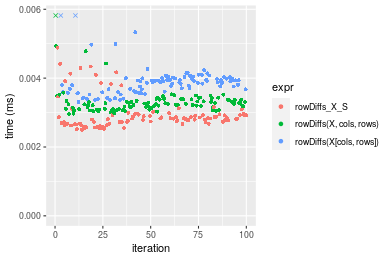 0.006
0.004
0.002
0.000
time (ms)
0
25
50
75
100
iteration
expr
rowDiffs_X_S
rowDiffs(X, cols, rows)
rowDiffs(X[cols, rows])